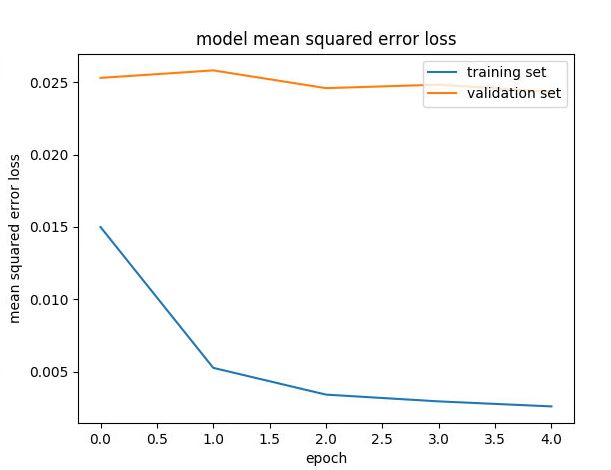 model mean squared error loss
training set
validation set
mean squared error loss
0.025
0.020
0.015
0.010
0.005
0.0 0.5 1.0 1.5 2.0 2.5 3.0 3.5 4.0
epoch